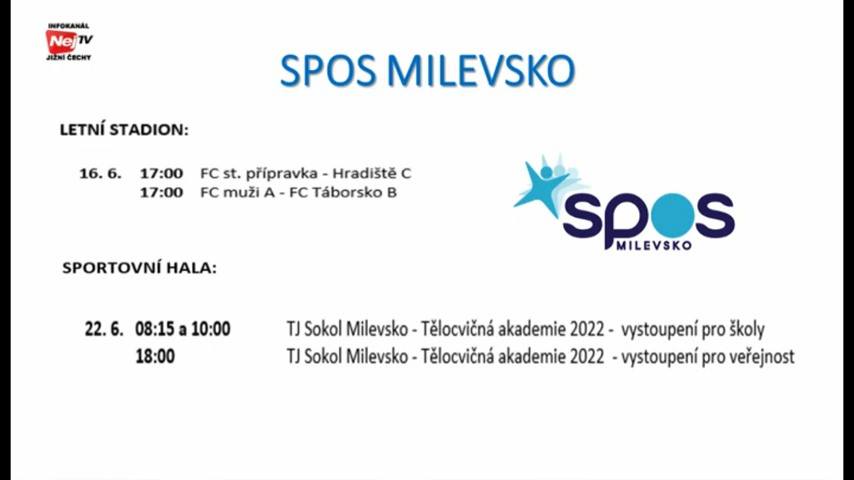 INFOKANÁL
Nej TV
JIŽNÍ ČECHY
SPOS MILEVSKO
LETNÍ STADION:
16. 6. 17:00 FC st. přípravka - Hradiště C
17:00 FC muži A - FC Táborsko B
spos
MILEVSKO
SPORTOVNÍ HALA:
22. 6. 08:15 a 10:00 TJ Sokol Milevsko - Tělocvičná akademie 2022 - vystoupení pro školy
18:00 TJ Sokol Milevsko - Tělocvičná akademie 2022 - vystoupení pro veřejnost